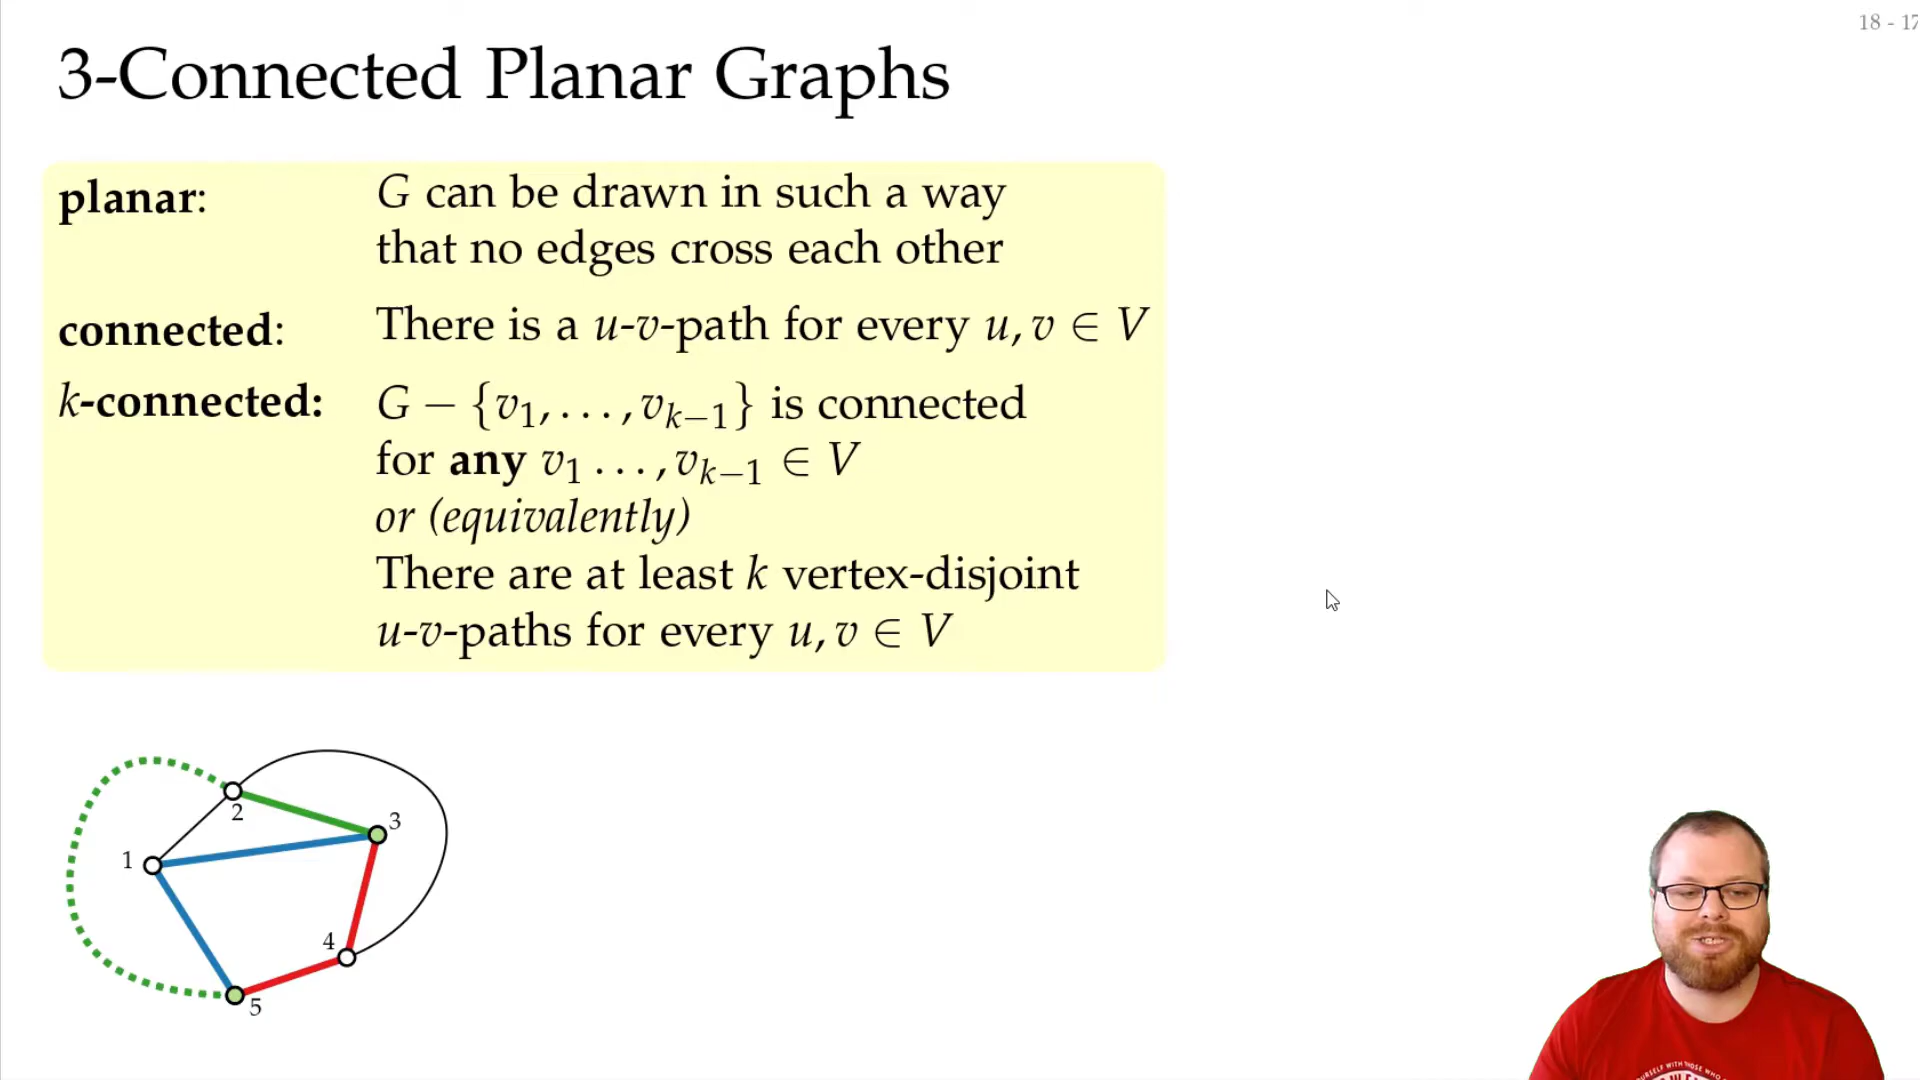 18 - 17
3-Connected Planar Graphs
planar: G can be drawn in such a way
that no edges cross each other
connected: There is a u-v-path for every u, v ∈ V
k-connected: G − {v₁, . . . , vₖ₋₁} is connected
for any v₁ . . . , vₖ₋₁ ∈ V
or (equivalently)
There are at least k vertex-disjoint
u-v-paths for every u, v ∈ V
2
3
1
4
5